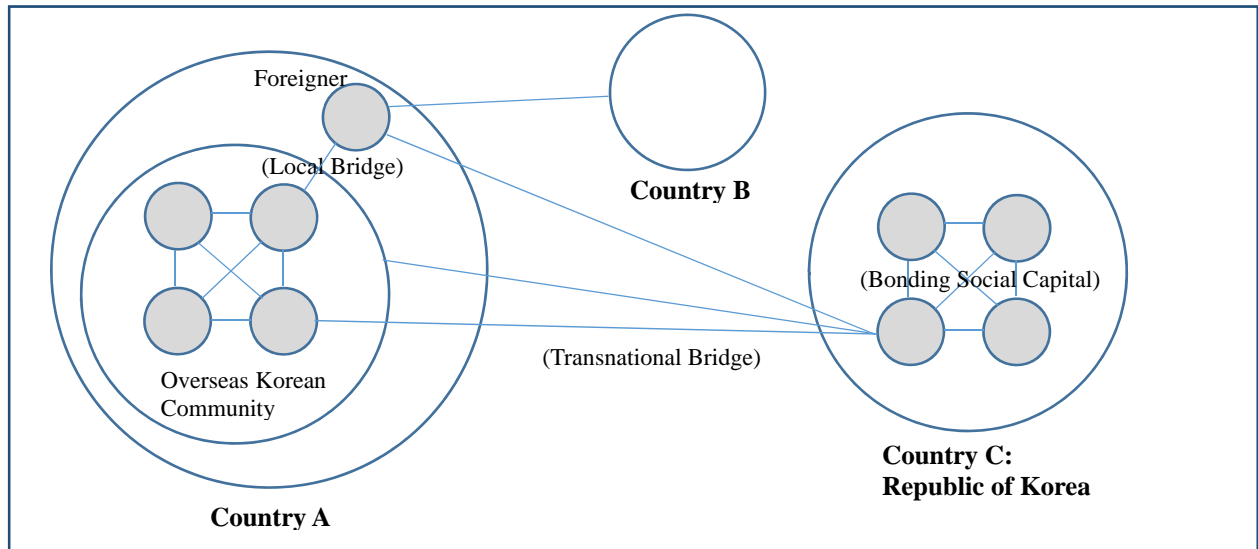 Foreigner
(Local Bridge)
Country B
(Bonding Social Capital)
(Transnational Bridge)
Overseas Korean
Community
Country C:
Republic of Korea
Country A